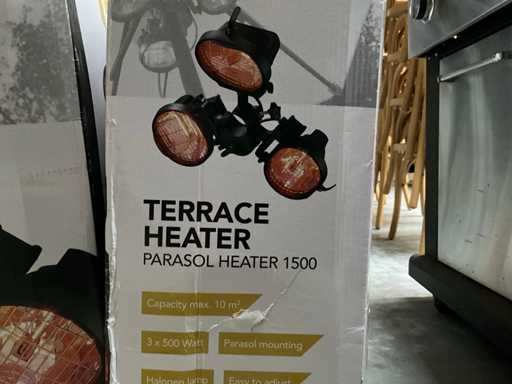 TERRACE
HEATER
PARASOL HEATER 1500
Capacity max. 10 m²
3 x 500 Watt
Parasol mounting
Halogen lamp
Easy to adjust